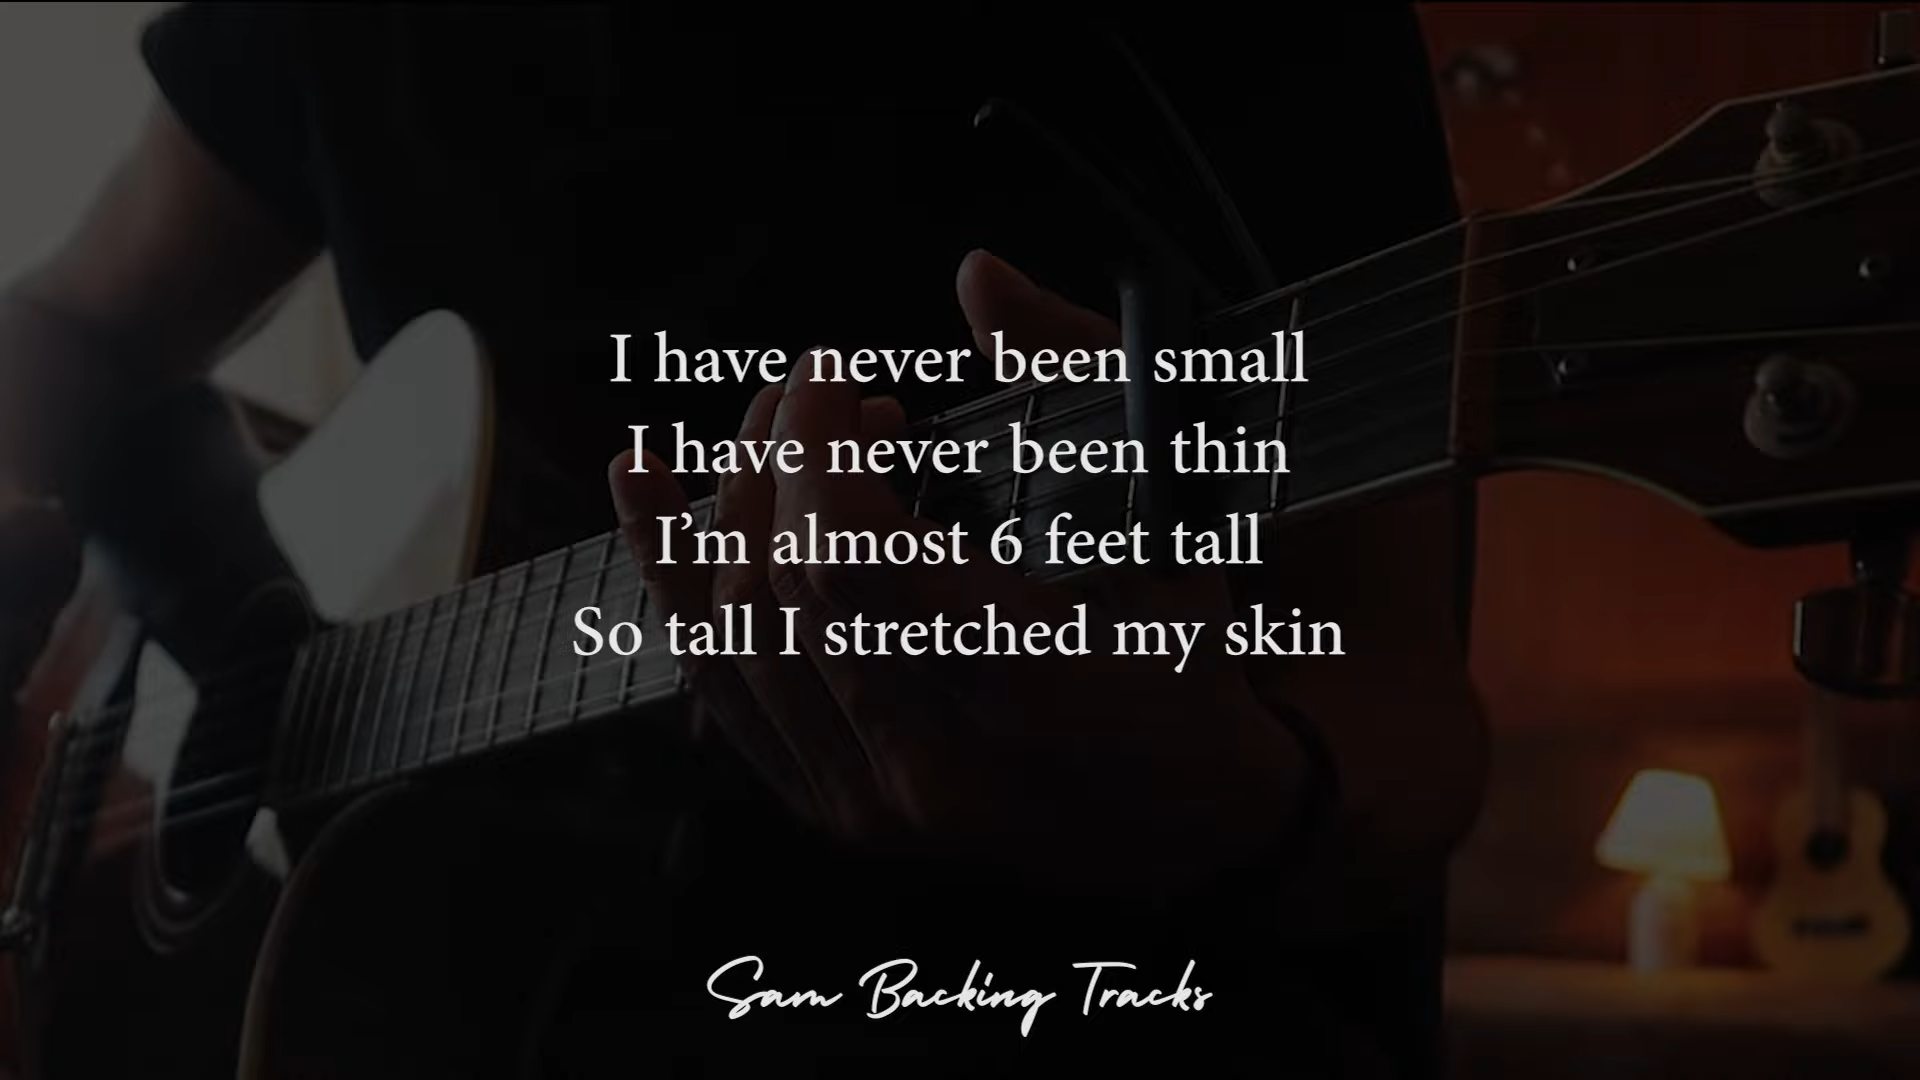 I have never been small
I have never been thin
I’m almost 6 feet tall
So tall I stretched my skin
Sam Backing Tracks